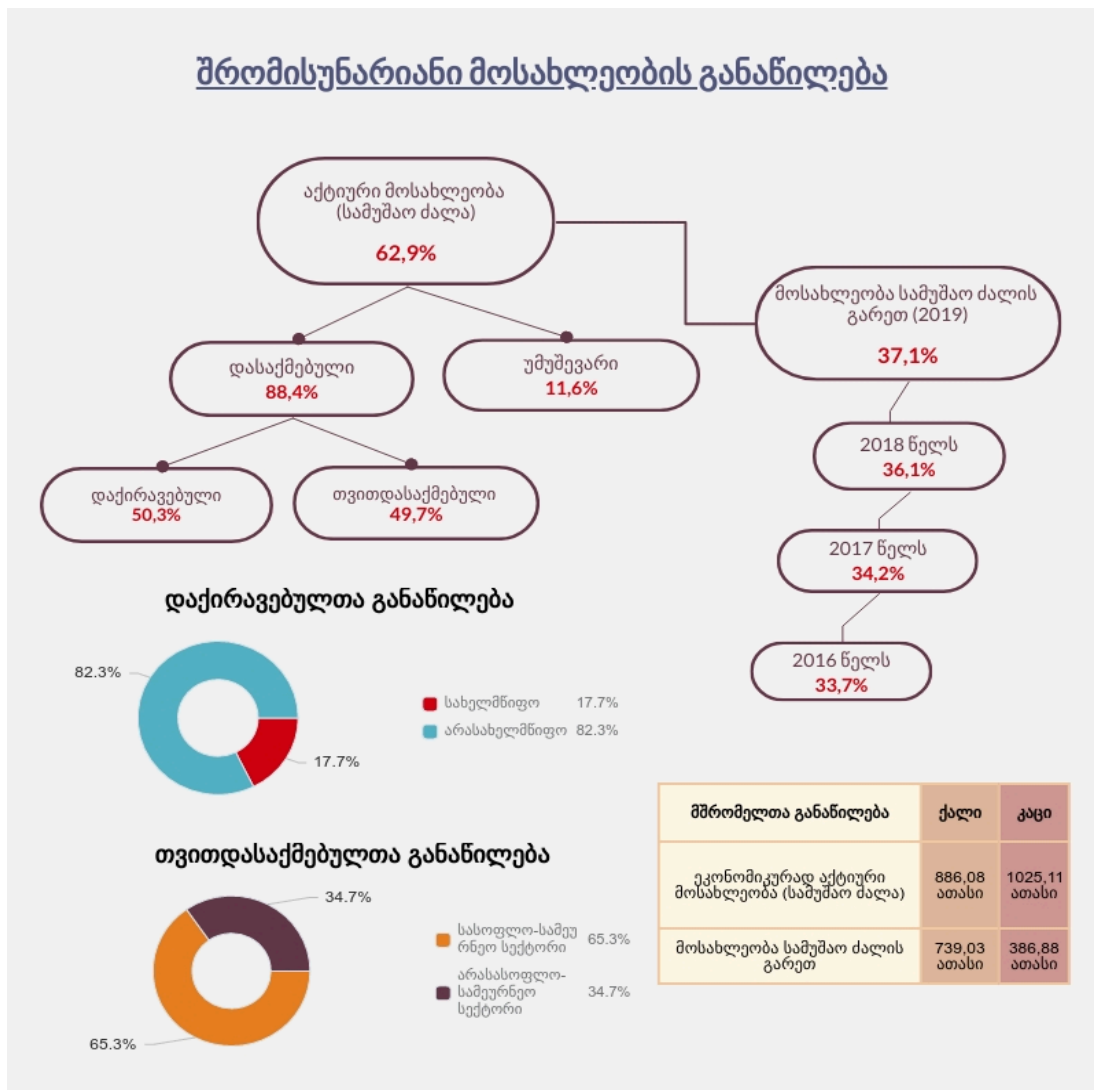 შრომისუნარიანი მოსახლეობის განაწილება
აქტიური მოსახლეობა
(სამუშაო ძალა)
62,9%
დასაქმებული
88,4%
უმუშევარი
11,6%
დაქირავებული
50,3%
თვითდასაქმებული
49,7%
მოსახლეობა სამუშაო ძალის
გარეთ (2019)
37,1%
2018 წელს
36,1%
2017 წელს
34,2%
2016 წელს
33,7%
დაქირავებულთა განაწილება
82.3%
17.7%
სახელმწიფო 17.7%
არასახელმწიფო 82.3%
თვითდასაქმებულთა განაწილება
34.7%
65.3%
სასოფლო-სამეუ
რნეო სექტორი 65.3%
არასასოფლო-
სამეურნეო 34.7%
სექტორი
მშრომელთა განაწილება ქალი კაცი
ეკონომიკურად აქტიური 886,08 1025,11
მოსახლეობა (სამუშაო ძალა) ათასი ათასი
მოსახლეობა სამუშაო ძალის 739,03 386,88
გარეთ ათასი ათასი